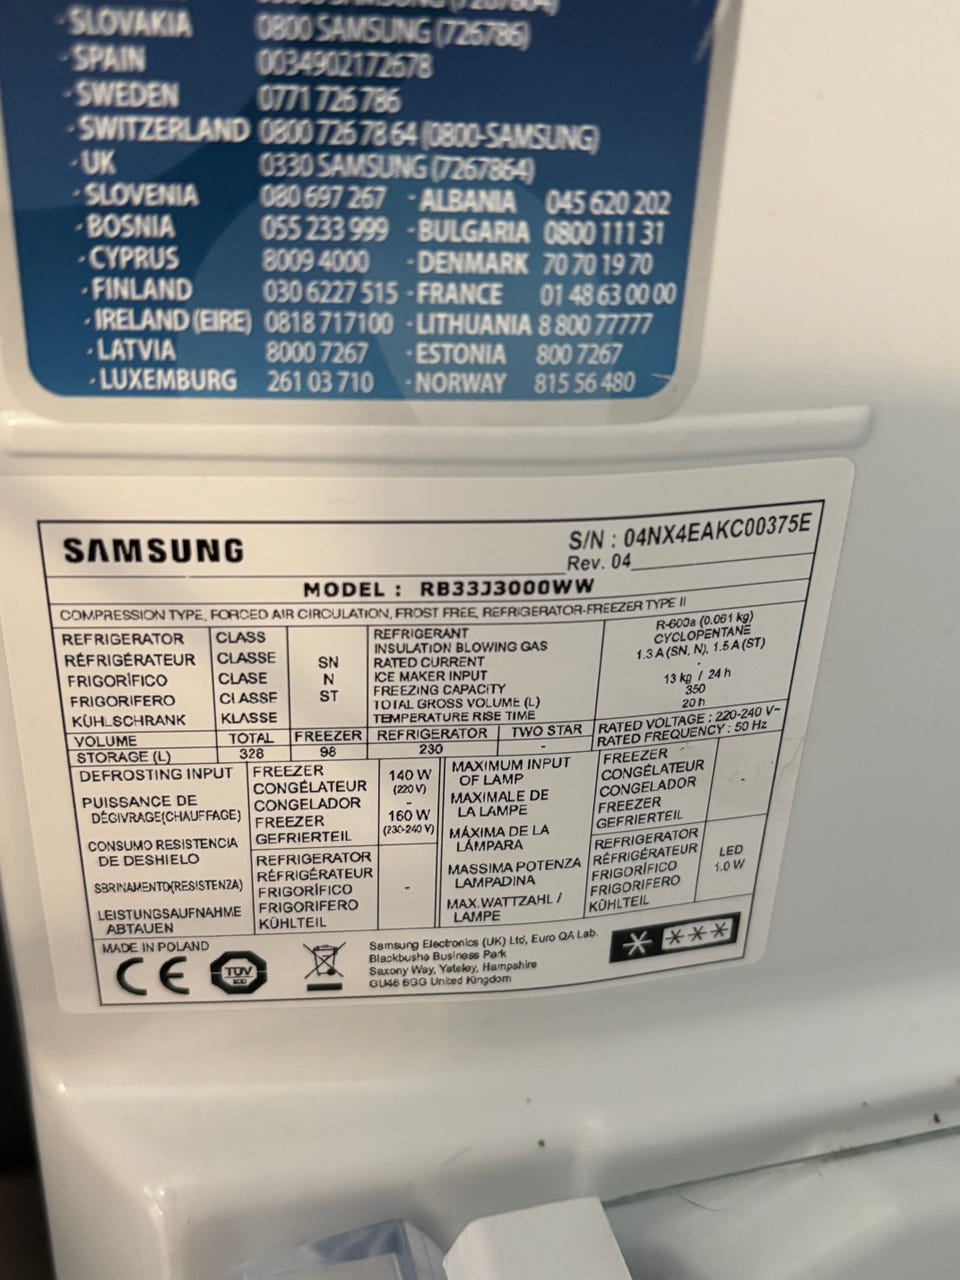 0800 SAMSUNG (7267864)
· SLOVAKIA 0800 SAMSUNG (726786)
· SPAIN 0034902172678
· SWEDEN 0771 726 786
· SWITZERLAND 0800 726 78 64 (0800-SAMSUNG)
· UK 0330 SAMSUNG (7267864)
· SLOVENIA 080 697 267 · ALBANIA 045 620 202
· BOSNIA 055 233 999 · BULGARIA 0800 111 31
· CYPRUS 8009 4000 · DENMARK 70 70 19 70
· FINLAND 030 6227 515 · FRANCE 01 48 63 00 00
· IRELAND (EIRE) 0818 717100 · LITHUANIA 8 800 77777
· LATVIA 8000 7267 · ESTONIA 800 7267
· LUXEMBURG 261 03 710 · NORWAY 815 56 480
SAMSUNG S/N : 04NX4EAKC00375E
Rev. 04
MODEL : RB33J3000WW
COMPRESSION TYPE, FORCED AIR CIRCULATION, FROST FREE, REFRIGERATOR-FREEZER TYPE II
REFRIGERATOR CLASS
RÉFRIGÉRATEUR CLASSE
FRIGORÍFICO CLASE
FRIGORIFERO CLASSE
KÜHLSCHRANK KLASSE
SN
N
ST
REFRIGERANT R-600a (0.061 kg)
INSULATION BLOWING GAS CYCLOPENTANE
RATED CURRENT 1.3 A (SN, N), 1.5 A (ST)
ICE MAKER INPUT -
FREEZING CAPACITY 13 kg / 24 h
TOTAL GROSS VOLUME (L) 350
TEMPERATURE RISE TIME 20 h
VOLUME TOTAL FREEZER REFRIGERATOR TWO STAR
STORAGE (L) 328 98 230 -
RATED VOLTAGE : 220-240 V~
RATED FREQUENCY : 50 Hz
DEFROSTING INPUT
PUISSANCE DE
DÉGIVRAGE(CHAUFFAGE)
CONSUMO RESISTENCIA
DE DESHIELO
SBRINAMENTO(RESISTENZA)
LEISTUNGSAUFNAHME
ABTAUEN
FREEZER
CONGÉLATEUR
CONGELADOR
FREEZER
GEFRIERTEIL
140 W
(220 V)
-
160 W
(230-240 V)
REFRIGERATOR
RÉFRIGÉRATEUR
FRIGORÍFICO
FRIGORIFERO
KÜHLTEIL
-
MAXIMUM INPUT
OF LAMP
MAXIMALE DE
LA LAMPE
MÁXIMA DE LA
LÁMPARA
MASSIMA POTENZA
LAMPADINA
MAX.WATTZAHL /
LAMPE
FREEZER
CONGÉLATEUR
CONGELADOR
FREEZER
GEFRIERTEIL
-
REFRIGERATOR
RÉFRIGÉRATEUR
FRIGORÍFICO
FRIGORIFERO
KÜHLTEIL
LED
1.0 W
MADE IN POLAND
CE
TÜV
Samsung Electronics (UK) Ltd, Euro QA Lab.
Blackbushe Business Park
Saxony Way, Yateley, Hampshire
GU46 6GG United Kingdom